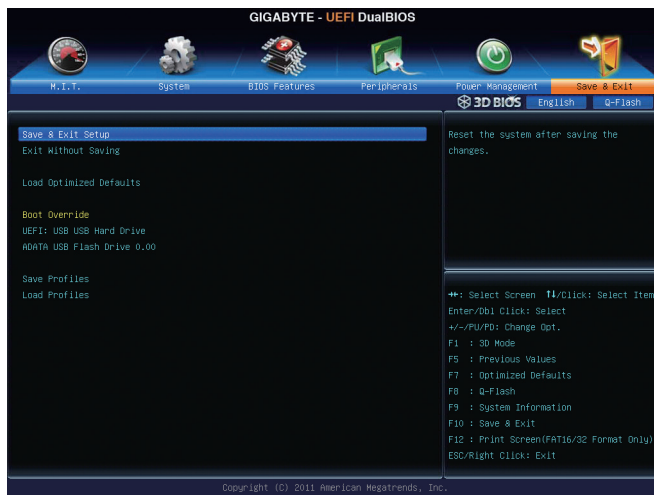 GIGABYTE - UEFI DualBIOS
M.I.T.
System
BIOS Features
Peripherals
Power Management
Save & Exit
3D BIOS
English
Q-Flash
Save & Exit Setup
Exit Without Saving
Load Optimized Defaults
Boot Override
UEFI: USB USB Hard Drive
ADATA USB Flash Drive 0.00
Save Profiles
Load Profiles
Reset the system after saving the
changes.
→←: Select Screen ↑↓/Click: Select Item
Enter/Dbl Click: Select
+/-/PU/PD: Change Opt.
F1 : 3D Mode
F5 : Previous Values
F7 : Optimized Defaults
F8 : Q-Flash
F9 : System Information
F10 : Save & Exit
F12 : Print Screen(FAT16/32 Format Only)
ESC/Right Click: Exit
Copyright (C) 2011 American Megatrends, Inc.